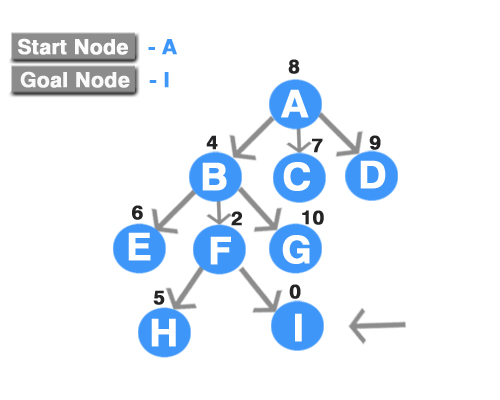 Start Node - A
Goal Node - I
8
A
4 7 9
B C D
6 2 10
E F G
5 0
H I